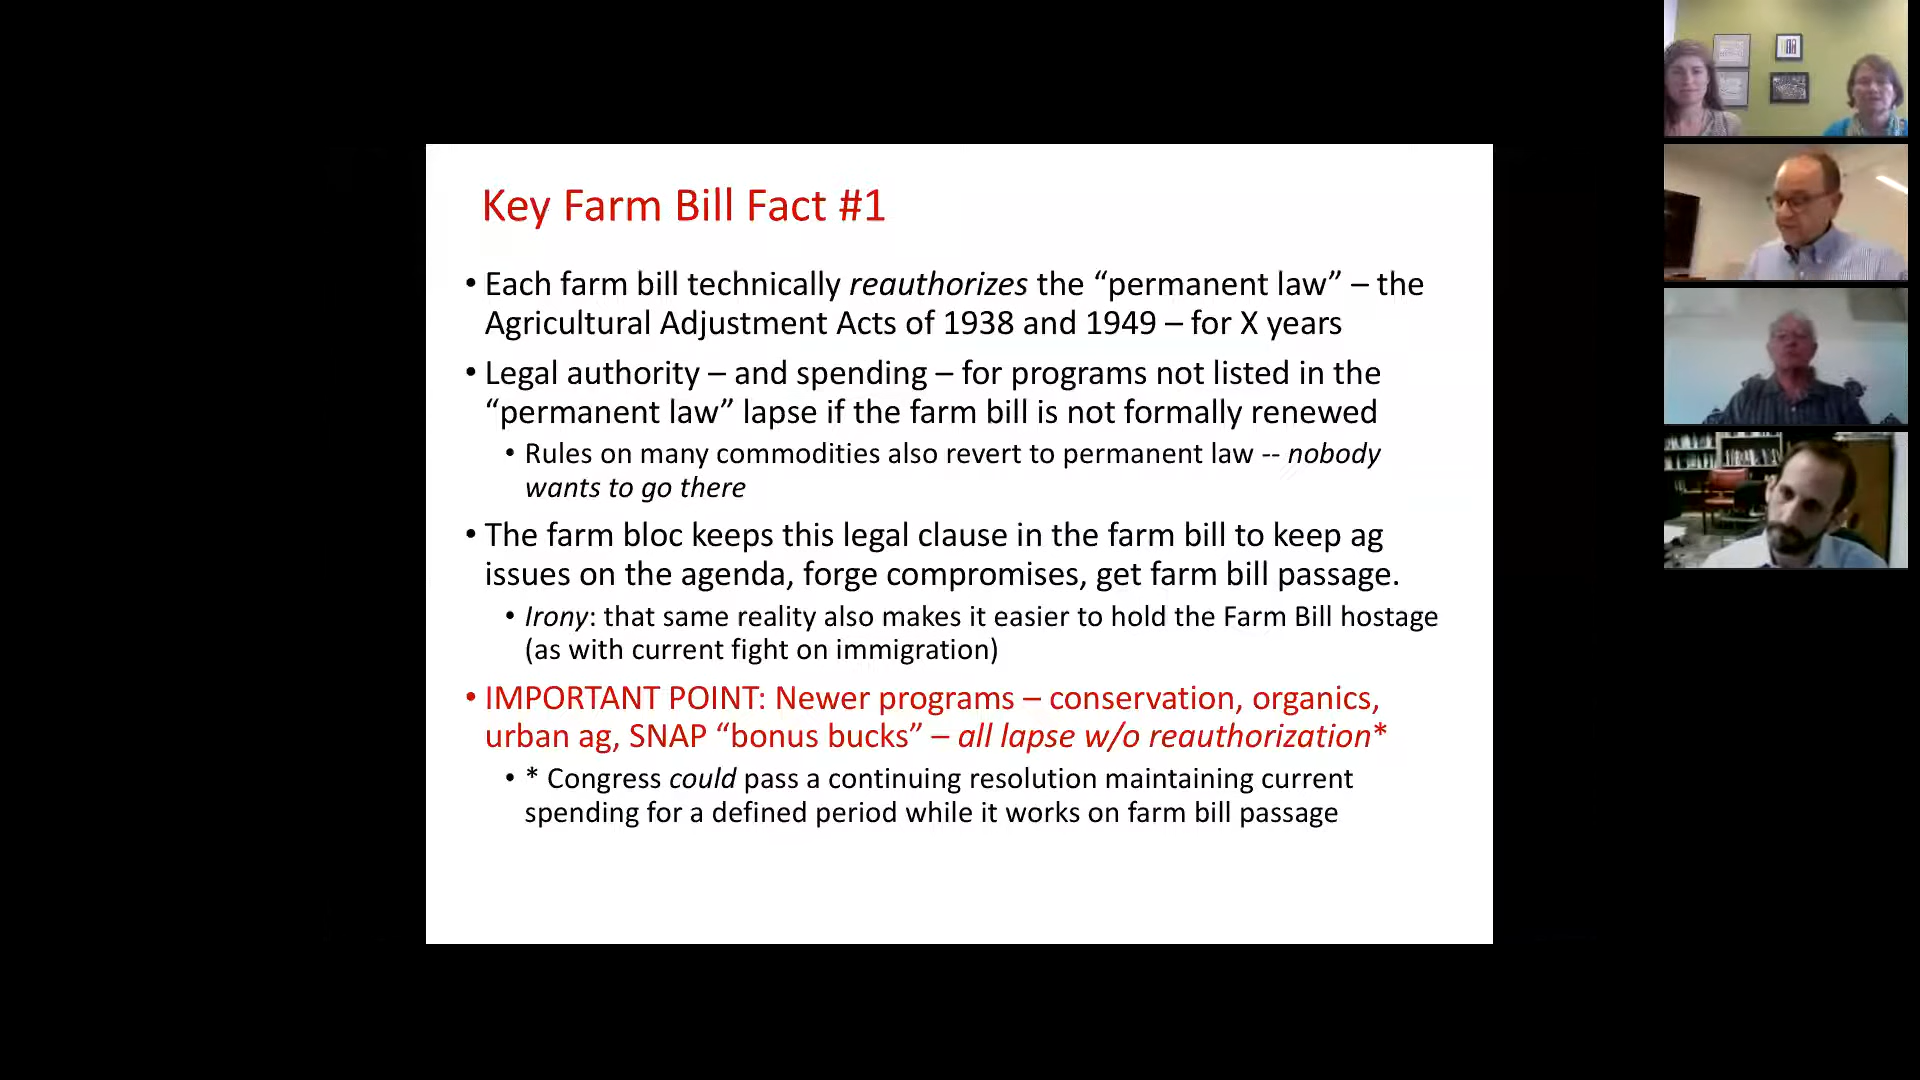 Key Farm Bill Fact #1
• Each farm bill technically reauthorizes the “permanent law” – the
Agricultural Adjustment Acts of 1938 and 1949 – for X years
• Legal authority – and spending – for programs not listed in the
“permanent law” lapse if the farm bill is not formally renewed
• Rules on many commodities also revert to permanent law -- nobody
wants to go there
• The farm bloc keeps this legal clause in the farm bill to keep ag
issues on the agenda, forge compromises, get farm bill passage.
• Irony: that same reality also makes it easier to hold the Farm Bill hostage
(as with current fight on immigration)
• IMPORTANT POINT: Newer programs – conservation, organics,
urban ag, SNAP “bonus bucks” – all lapse w/o reauthorization*
• * Congress could pass a continuing resolution maintaining current
spending for a defined period while it works on farm bill passage